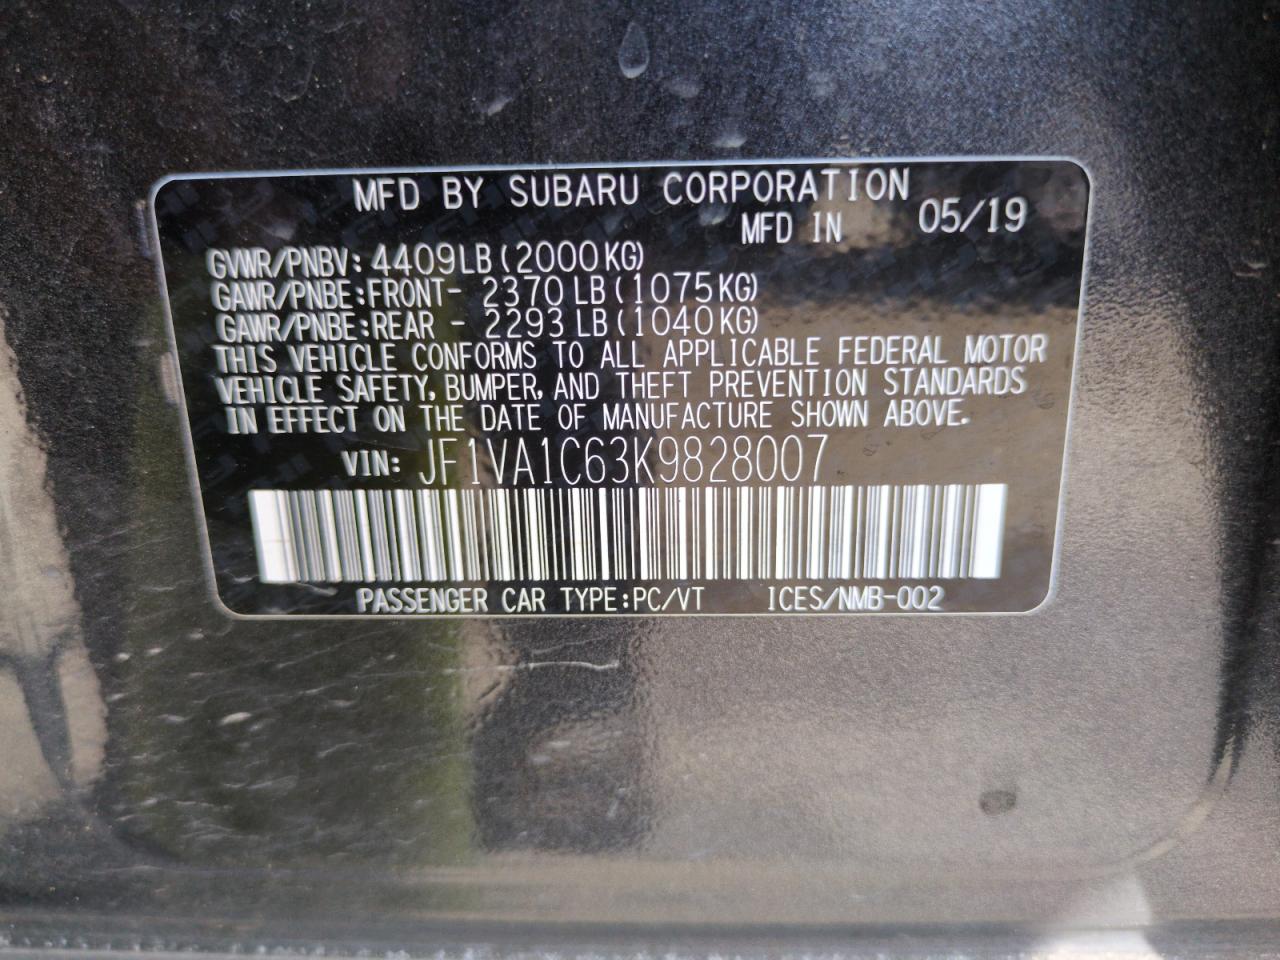 MFD BY SUBARU CORPORATION
MFD IN 05/19
GVWR/PNBV: 4409LB(2000KG)
GAWR/PNBE:FRONT- 2370LB(1075KG)
GAWR/PNBE:REAR - 2293LB(1040KG)
THIS VEHICLE CONFORMS TO ALL APPLICABLE FEDERAL MOTOR
VEHICLE SAFETY, BUMPER, AND THEFT PREVENTION STANDARDS
IN EFFECT ON THE DATE OF MANUFACTURE SHOWN ABOVE.
VIN: JF1VA1C63K9828007
PASSENGER CAR TYPE:PC/VT ICES/NMB-002